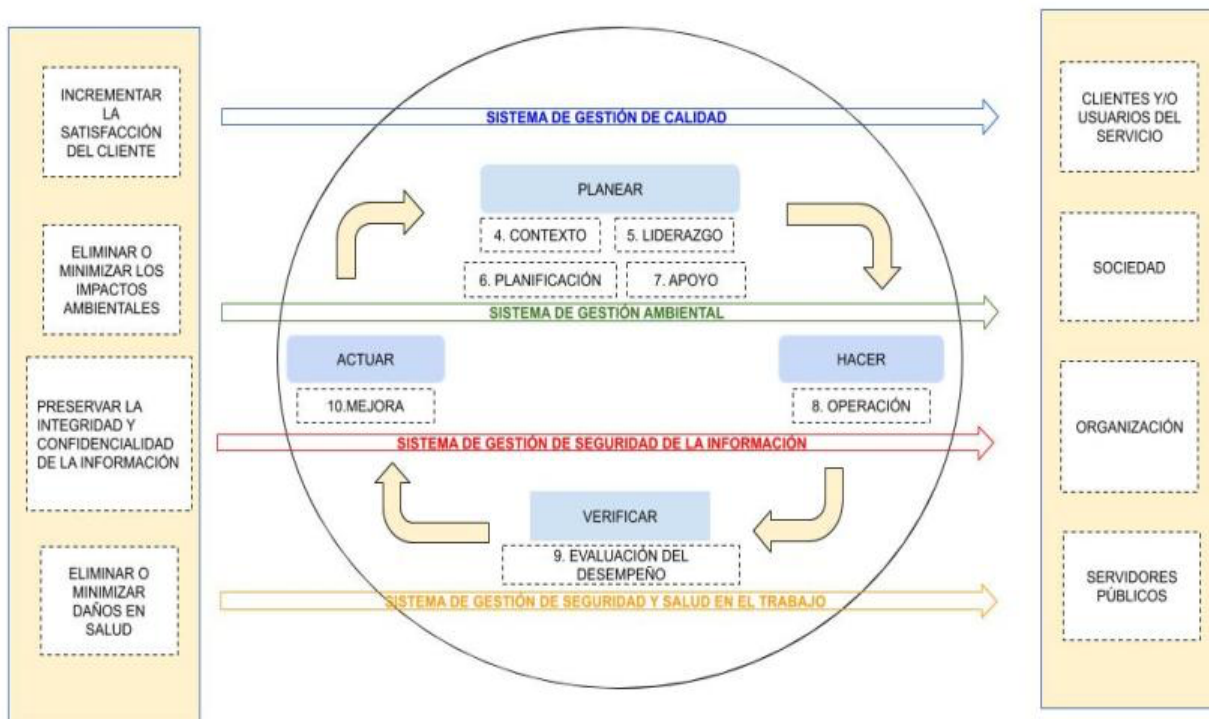 INCREMENTAR
LA
SATISFACCIÓN
DEL CLIENTE
ELIMINAR O
MINIMIZAR LOS
IMPACTOS
AMBIENTALES
PRESERVAR LA
INTEGRIDAD Y
CONFIDENCIALIDAD
DE LA INFORMACIÓN
ELIMINAR O
MINIMIZAR
DAÑOS EN
SALUD
SISTEMA DE GESTIÓN DE CALIDAD
PLANEAR
4. CONTEXTO
5. LIDERAZGO
6. PLANIFICACIÓN
7. APOYO
SISTEMA DE GESTIÓN AMBIENTAL
ACTUAR
10.MEJORA
HACER
8. OPERACIÓN
SISTEMA DE GESTIÓN DE SEGURIDAD DE LA INFORMACIÓN
VERIFICAR
9. EVALUACIÓN DEL
DESEMPEÑO
SISTEMA DE GESTIÓN DE SEGURIDAD Y SALUD EN EL TRABAJO
CLIENTES Y/O
USUARIOS DEL
SERVICIO
SOCIEDAD
ORGANIZACIÓN
SERVIDORES
PÚBLICOS